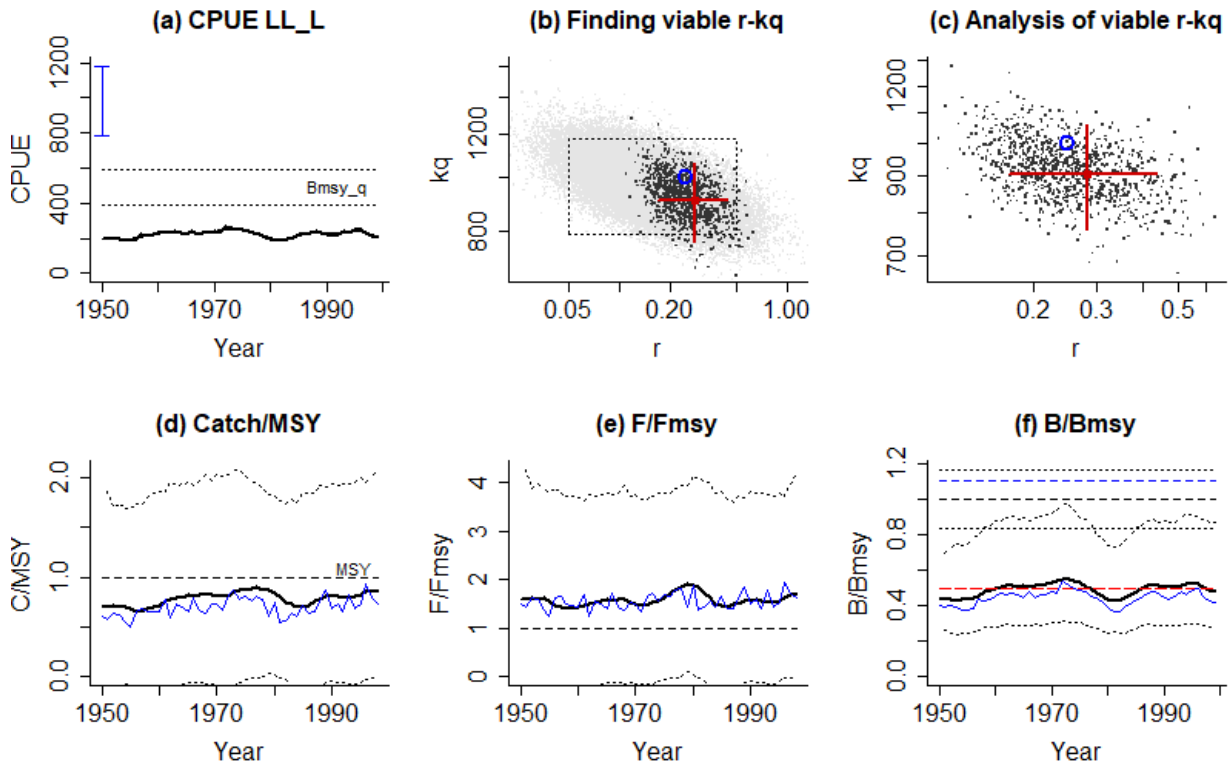 (a) CPUE LL_L
CPUE
0 400 800 1200
Bmsy_q
1950 1970 1990
Year
(b) Finding viable r-kq
kq
800 1200
0.05 0.20 1.00
r
(c) Analysis of viable r-kq
kq
700 900 1200
0.2 0.3 0.5
r
(d) Catch/MSY
C/MSY
0.0 1.0 2.0
MSY
1950 1970 1990
Year
(e) F/Fmsy
F/Fmsy
0 1 2 3 4
1950 1970 1990
Year
(f) B/Bmsy
B/Bmsy
0.0 0.4 0.8 1.2
1950 1970 1990
Year